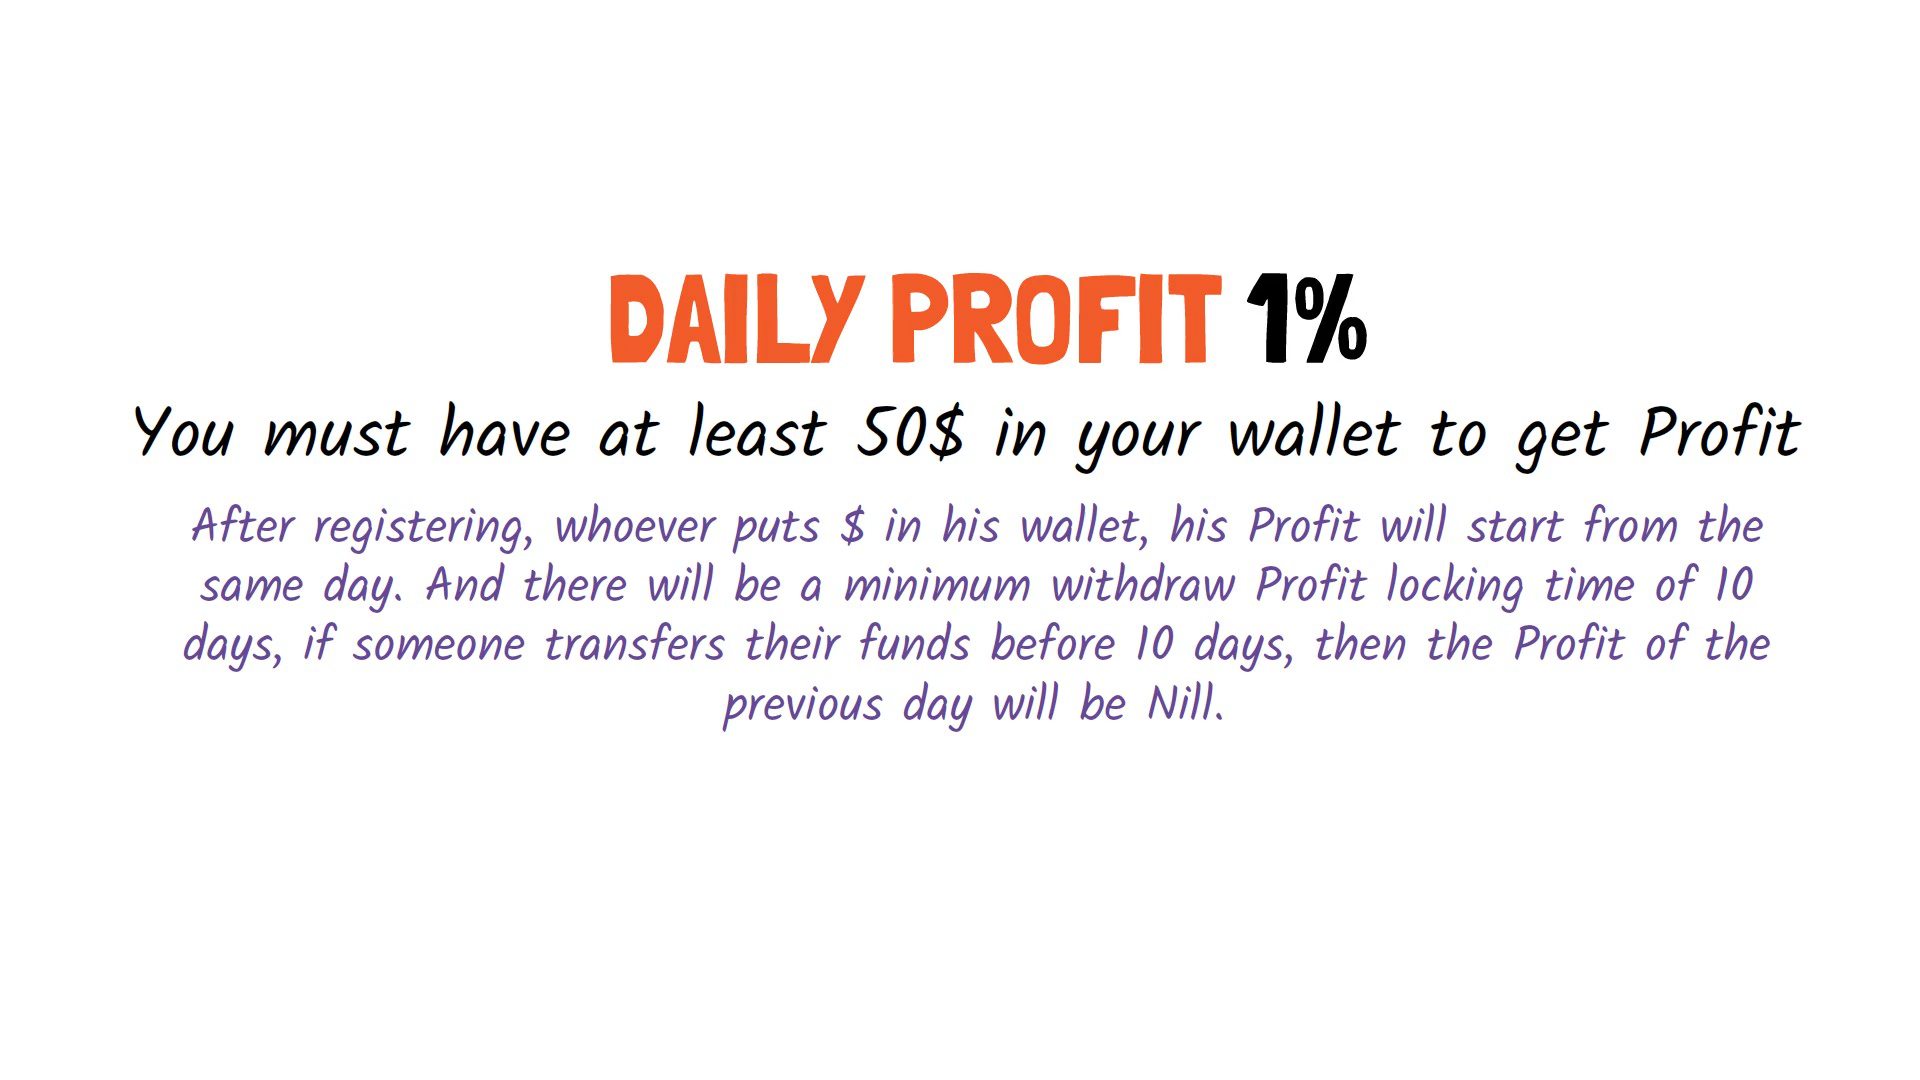 DAILY PROFIT 1%
You must have at least 50$ in your wallet to get Profit
After registering, whoever puts $ in his wallet, his Profit will start from the
same day. And there will be a minimum withdraw Profit locking time of 10
days, if someone transfers their funds before 10 days, then the Profit of the
previous day will be Nill.